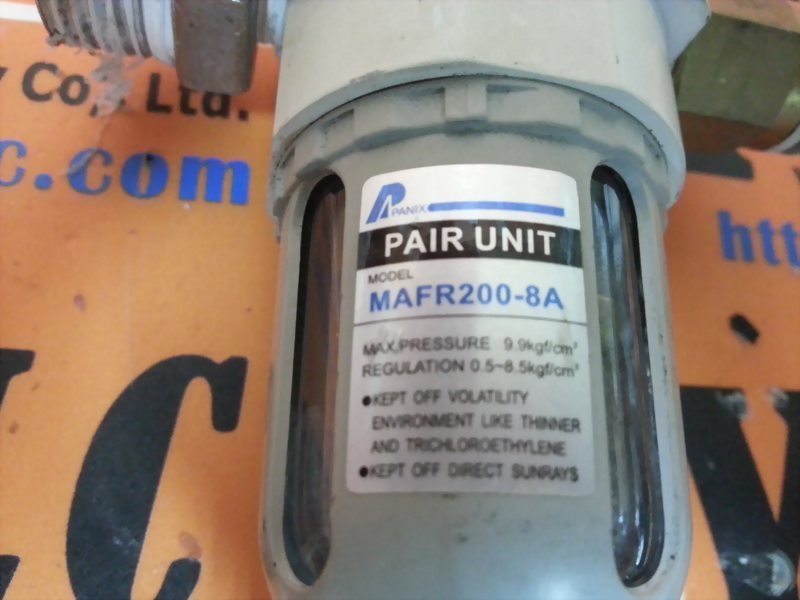 y Co., Ltd.
c.com
htt
PANIX
PAIR UNIT
MODEL
MAFR200-8A
MAX.PRESSURE 9.9kgf/cm²
REGULATION 0.5~8.5kgf/cm²
●KEPT OFF VOLATILITY
ENVIRONMENT LIKE THINNER
AND TRICHLOROETHYLENE
●KEPT OFF DIRECT SUNRAYS